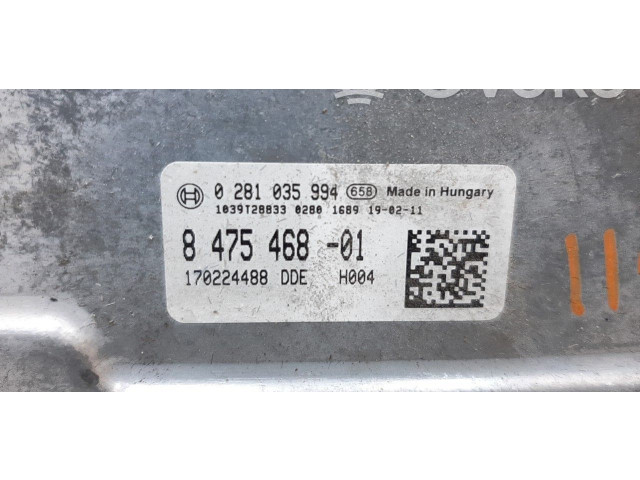 0 281 035 994 658 Made in Hungary
1039T28833 0280 1689 19-02-11
8 475 468 -01
170224488 DDE H004